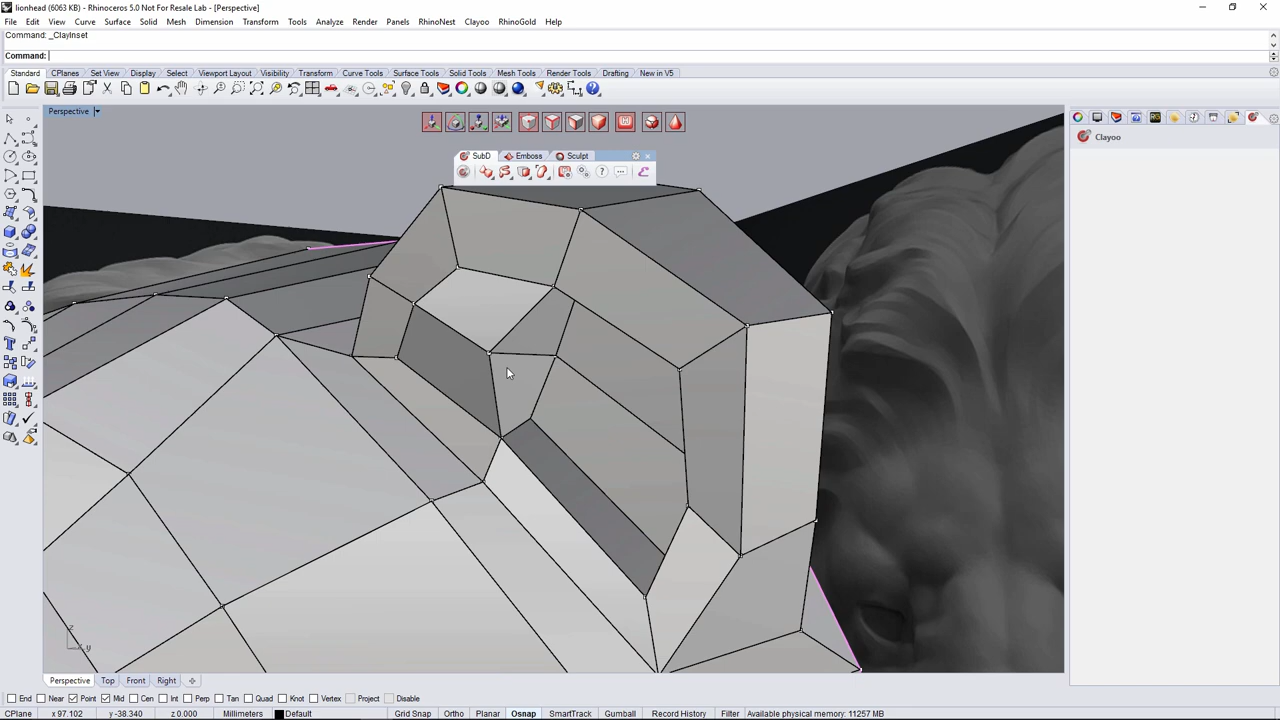 lionhead (6063 KB) - Rhinoceros 5.0 Not For Resale Lab - [Perspective]
File Edit View Curve Surface Solid Mesh Dimension Transform Tools Analyze Render Panels RhinoNest Clayoo RhinoGold Help
Command: _ClayInset
Command:
Standard CPlanes Set View Display Select Viewport Layout Visibility Transform Curve Tools Surface Tools Solid Tools Mesh Tools Render Tools Drafting New in V5
Perspective
Clayoo
SubD Emboss Sculpt
z
y
Perspective Top Front Right
End Near Point Mid Cen Int Perp Tan Quad Knot Vertex Project Disable
CPlane x 97.102 y -38.340 z 0.000 Millimeters Default Grid Snap Ortho Planar Osnap SmartTrack Gumball Record History Filter Available physical memory: 11257 MB